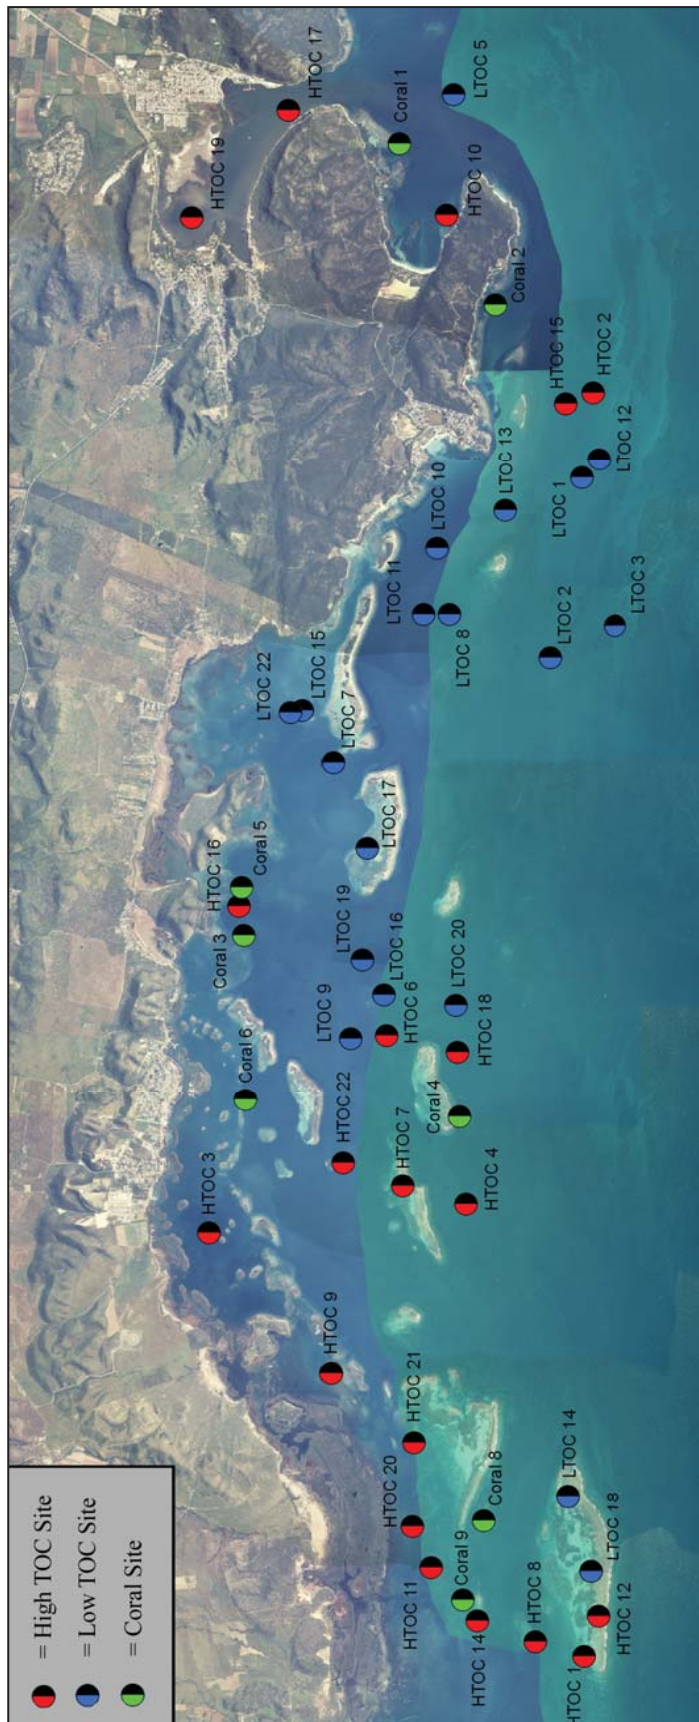 = High TOC Site
= Low TOC Site
= Coral Site
HTOC 19
HTOC 17
Coral 1
LTOC 5
HTOC 10
Coral 2
HTOC 15
HTOC 2
LTOC 12
LTOC 1
LTOC 13
LTOC 10
LTOC 11
LTOC 8
LTOC 2
LTOC 3
LTOC 22
LTOC 15
LTOC 7
LTOC 17
HTOC 16
Coral 5
Coral 3
LTOC 19
LTOC 16
LTOC 9
HTOC 6
LTOC 20
HTOC 18
Coral 6
Coral 4
HTOC 22
HTOC 7
HTOC 4
HTOC 3
HTOC 9
HTOC 21
HTOC 20
Coral 8
HTOC 11
Coral 9
HTOC 14
LTOC 14
LTOC 18
HTOC 8
HTOC 12
HTOC 1